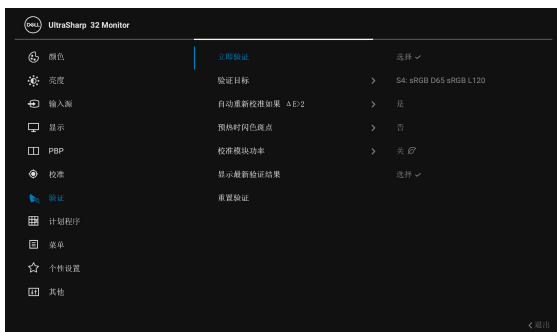 DELL UltraSharp 32 Monitor
颜色
亮度
输入源
显示
PBP
校准
验证
计划程序
菜单
个性设置
其他
立即验证 选择
验证目标 S4: sRGB D65 sRGB L120
自动重新校准如果 ΔE>2 是
预热时闪色斑点 否
校准模块功率 关
显示最新验证结果 选择
重置验证
退出